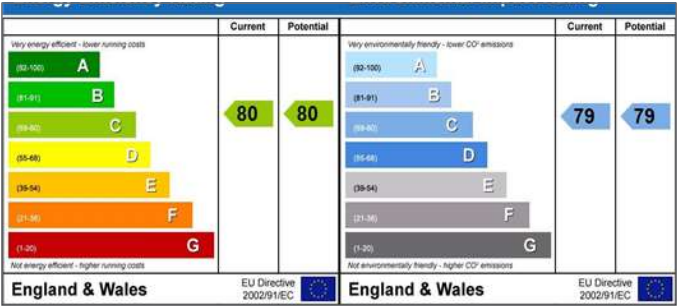 Current Potential
Very energy efficient - lower running costs
(92-100) A
(81-91) B
(69-80) C
(55-68) D
(39-54) E
(21-38) F
(1-20) G
80 80
Not energy efficient - higher running costs
England & Wales
EU Directive
2002/91/EC
Current Potential
Very environmentally friendly - lower CO² emissions
(92-100) A
(81-91) B
(69-80) C
(55-68) D
(39-54) E
(21-38) F
(1-20) G
79 79
Not environmentally friendly - higher CO² emissions
England & Wales
EU Directive
2002/91/EC